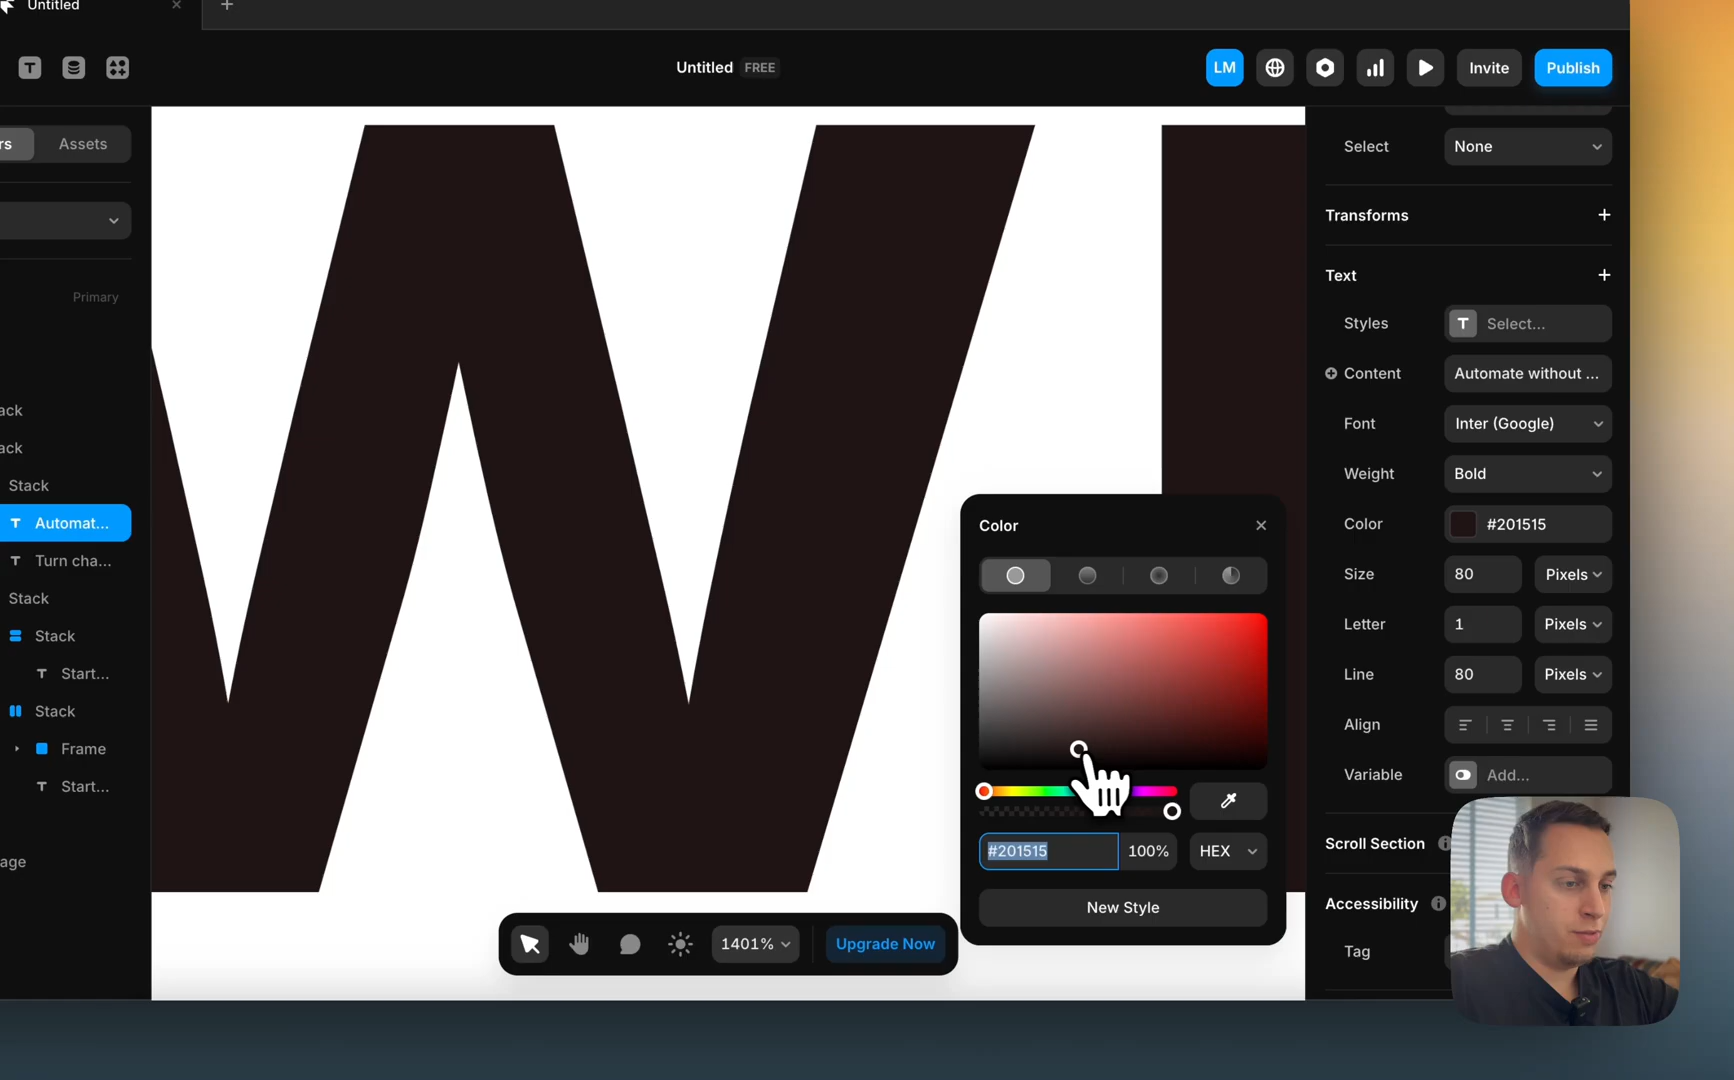 Untitled
Untitled FREE
LM
Invite
Publish
rs
Assets
Primary
ack
ack
Stack
Automat...
Turn cha...
Stack
Stack
Start...
Stack
Frame
Start...
age
W
Select None
Transforms
Text
Styles T Select...
Content Automate without ...
Font Inter (Google)
Weight Bold
Color #201515
Size 80 Pixels
Letter 1 Pixels
Line 80 Pixels
Align
Variable Add...
Scroll Section
Accessibility
Tag
Color
#201515 100% HEX
New Style
1401%
Upgrade Now